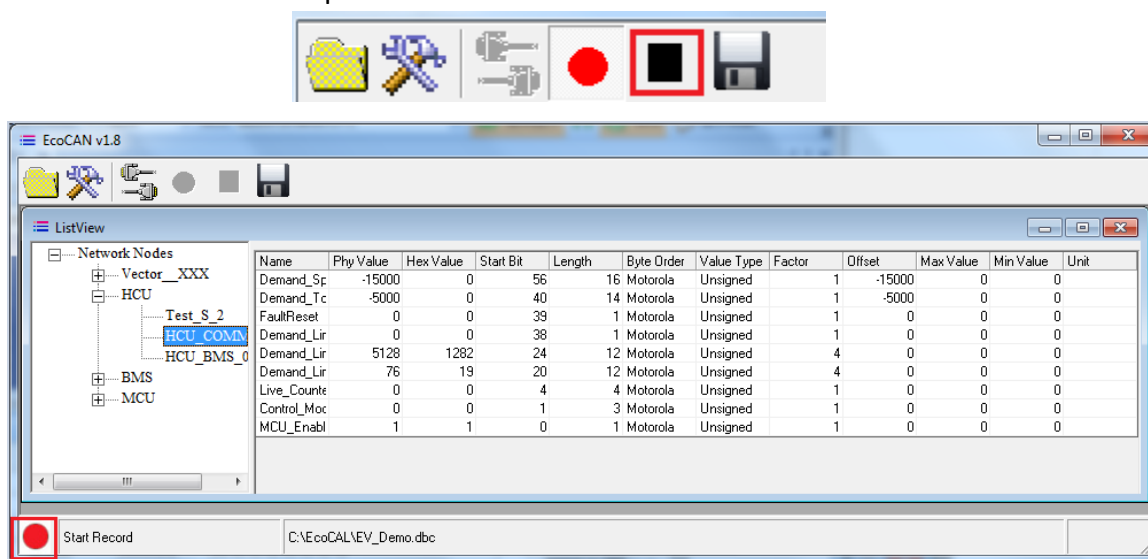 EcoCAN v1.8
ListView
Network Nodes
Vector__XXX
HCU
Test_S_2
HCU_COMM
HCU_BMS_0
BMS
MCU
Name Phy Value Hex Value Start Bit Length Byte Order Value Type Factor Offset Max Value Min Value Unit
Demand_Sp -15000 0 56 16 Motorola Unsigned 1 -15000 0 0
Demand_To -5000 0 40 14 Motorola Unsigned 1 -5000 0 0
FaultReset 0 0 39 1 Motorola Unsigned 1 0 0 0
Demand_Lir 0 0 38 1 Motorola Unsigned 1 0 0 0
Demand_Lir 5128 1282 24 12 Motorola Unsigned 4 0 0 0
Demand_Lir 76 19 20 12 Motorola Unsigned 4 0 0 0
Live_Counte 0 0 4 4 Motorola Unsigned 1 0 0 0
Control_Moc 0 0 1 3 Motorola Unsigned 1 0 0 0
MCU_Enabl 1 1 0 1 Motorola Unsigned 1 0 0 0
Start Record C:\EcoCAL\EV_Demo.dbc